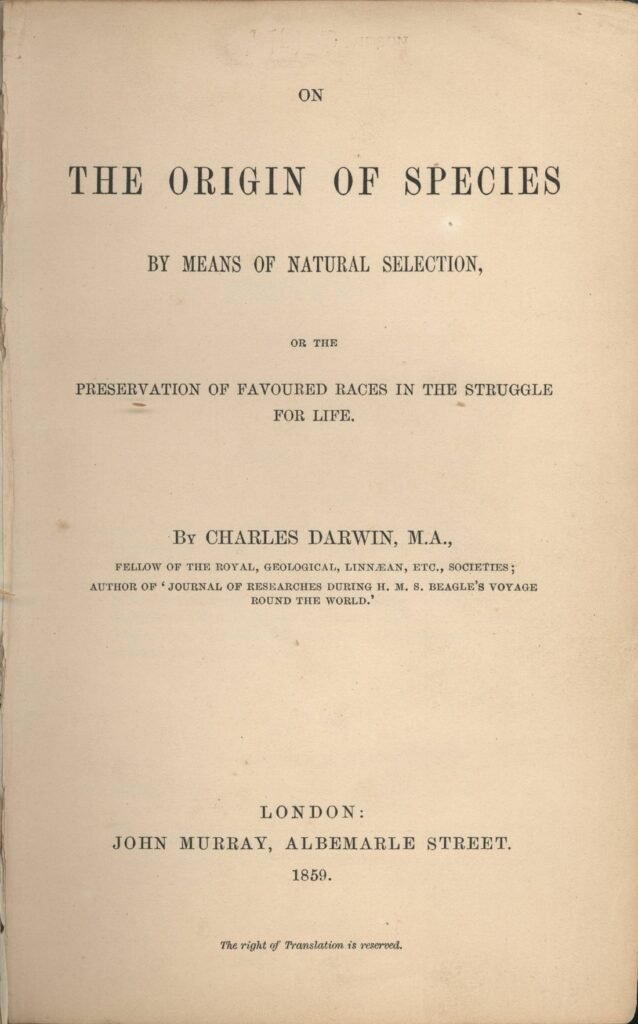 ON
THE ORIGIN OF SPECIES
BY MEANS OF NATURAL SELECTION,
OR THE
PRESERVATION OF FAVOURED RACES IN THE STRUGGLE
FOR LIFE.
BY CHARLES DARWIN, M.A.,
FELLOW OF THE ROYAL, GEOLOGICAL, LINNÆAN, ETC., SOCIETIES;
AUTHOR OF ‘JOURNAL OF RESEARCHES DURING H. M. S. BEAGLE’S VOYAGE
ROUND THE WORLD.’
LONDON:
JOHN MURRAY, ALBEMARLE STREET.
1859.
The right of Translation is reserved.